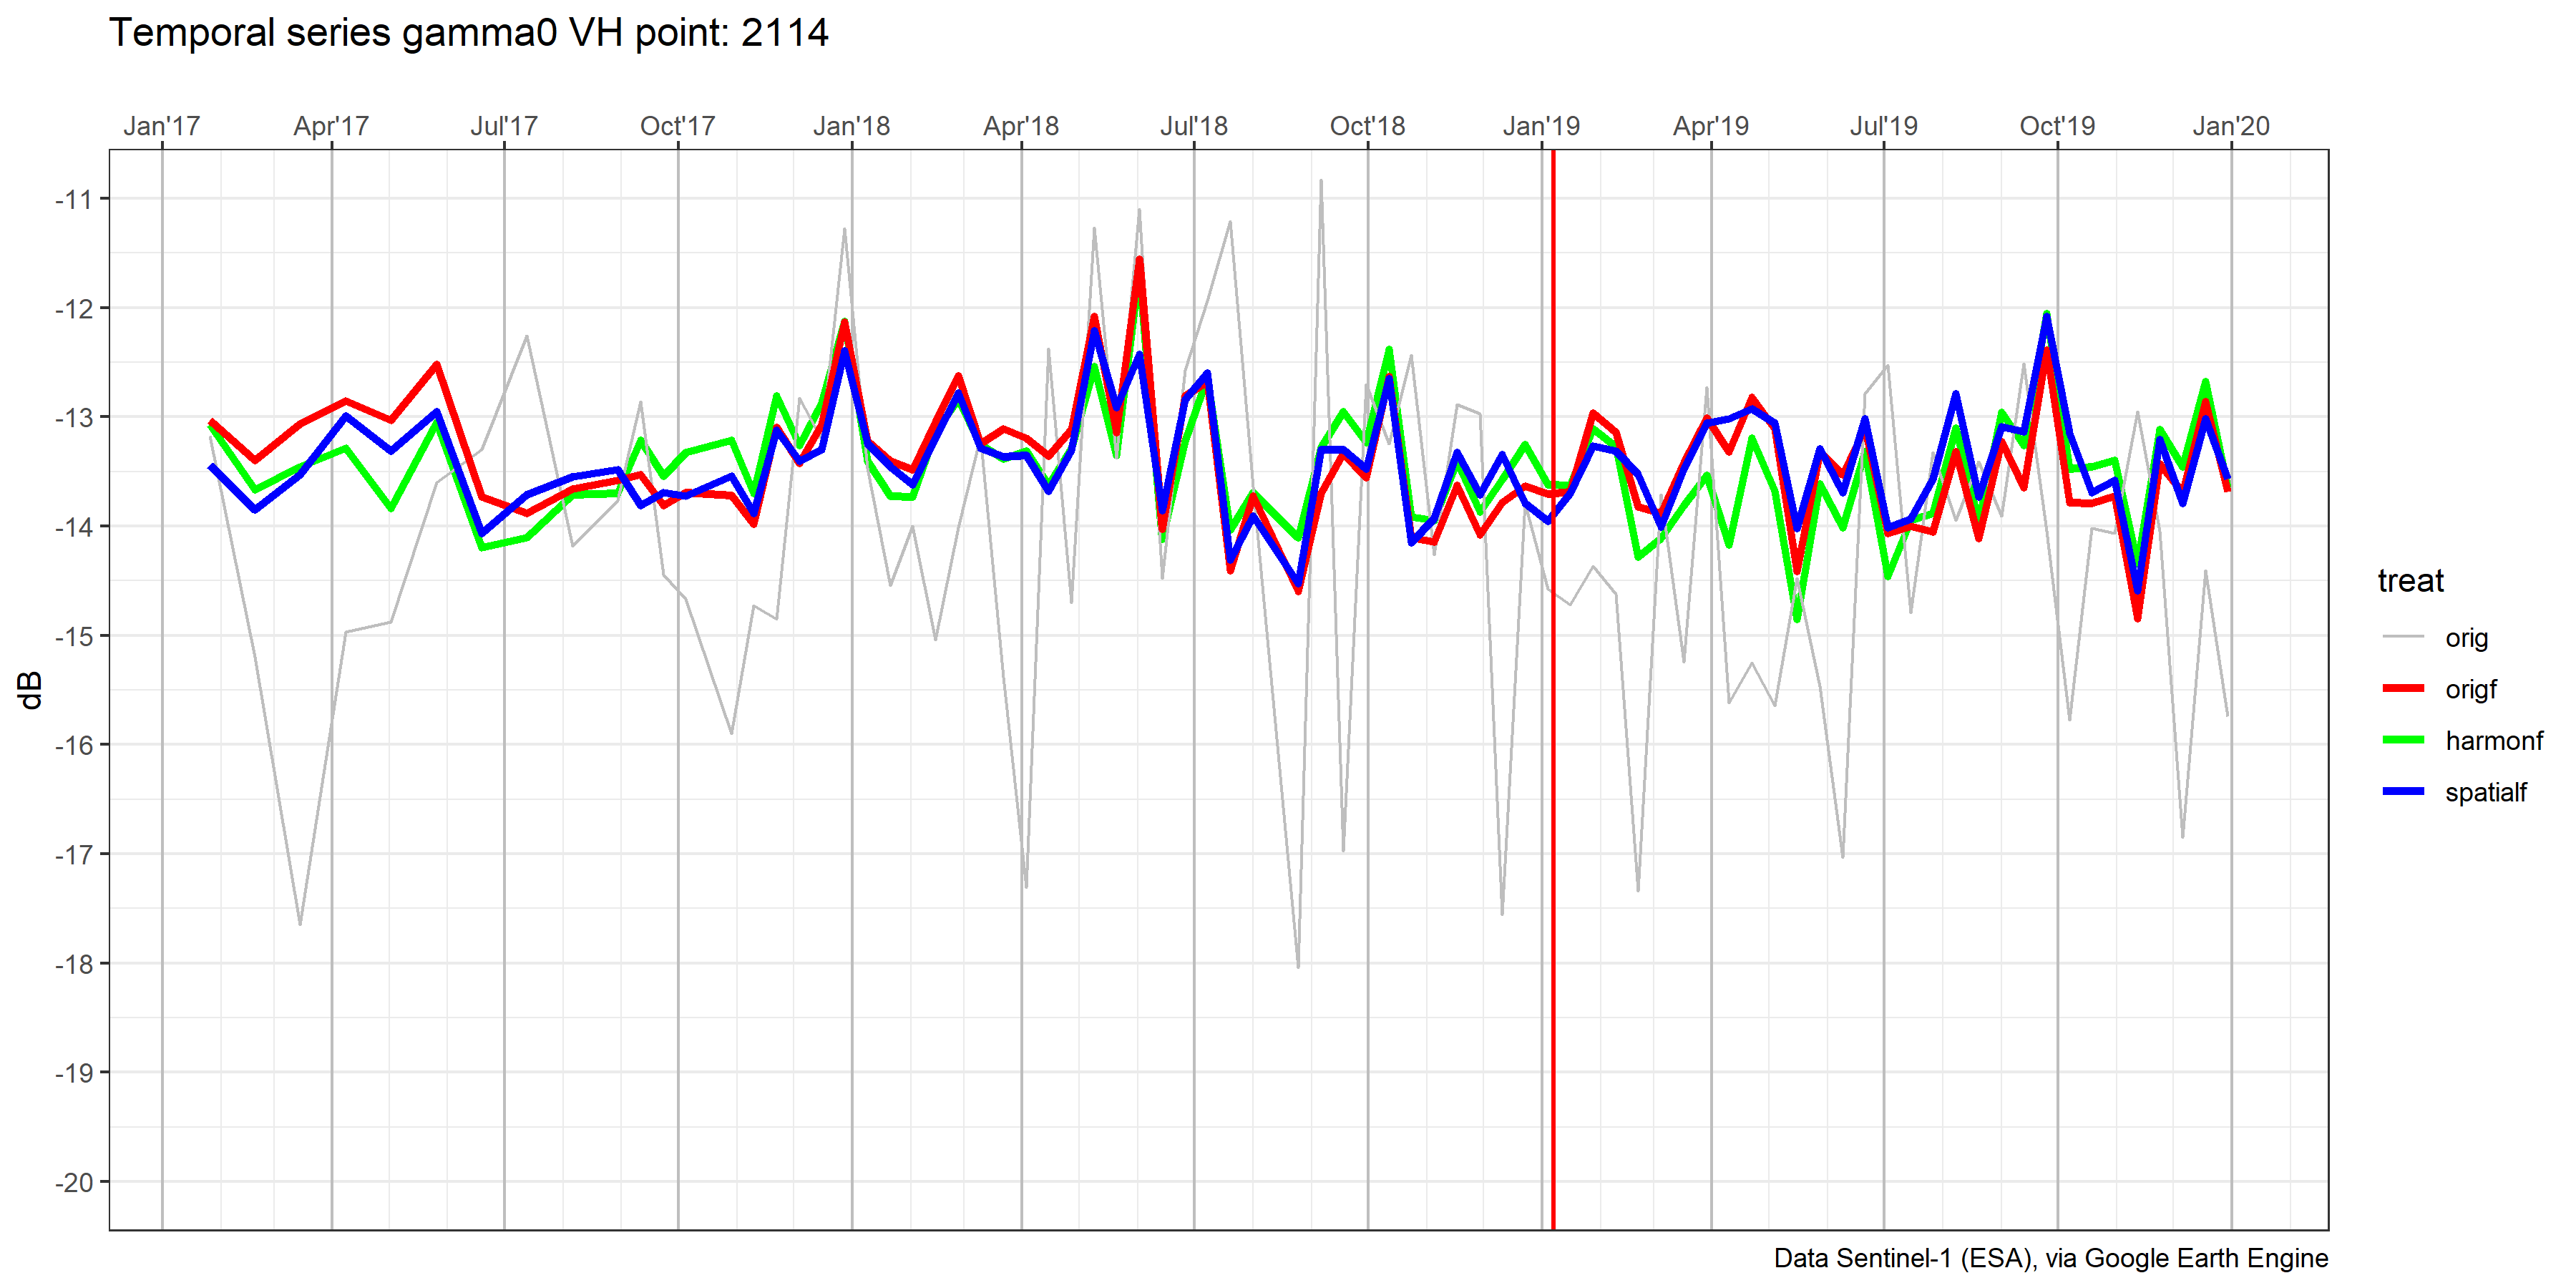 Temporal series gamma0 VH point: 2114
Jan'17 Apr'17 Jul'17 Oct'17 Jan'18 Apr'18 Jul'18 Oct'18 Jan'19 Apr'19 Jul'19 Oct'19 Jan'20
-11
-12
-13
-14
-15
-16
-17
-18
-19
-20
dB
treat
orig
origf
harmonf
spatialf
Data Sentinel-1 (ESA), via Google Earth Engine